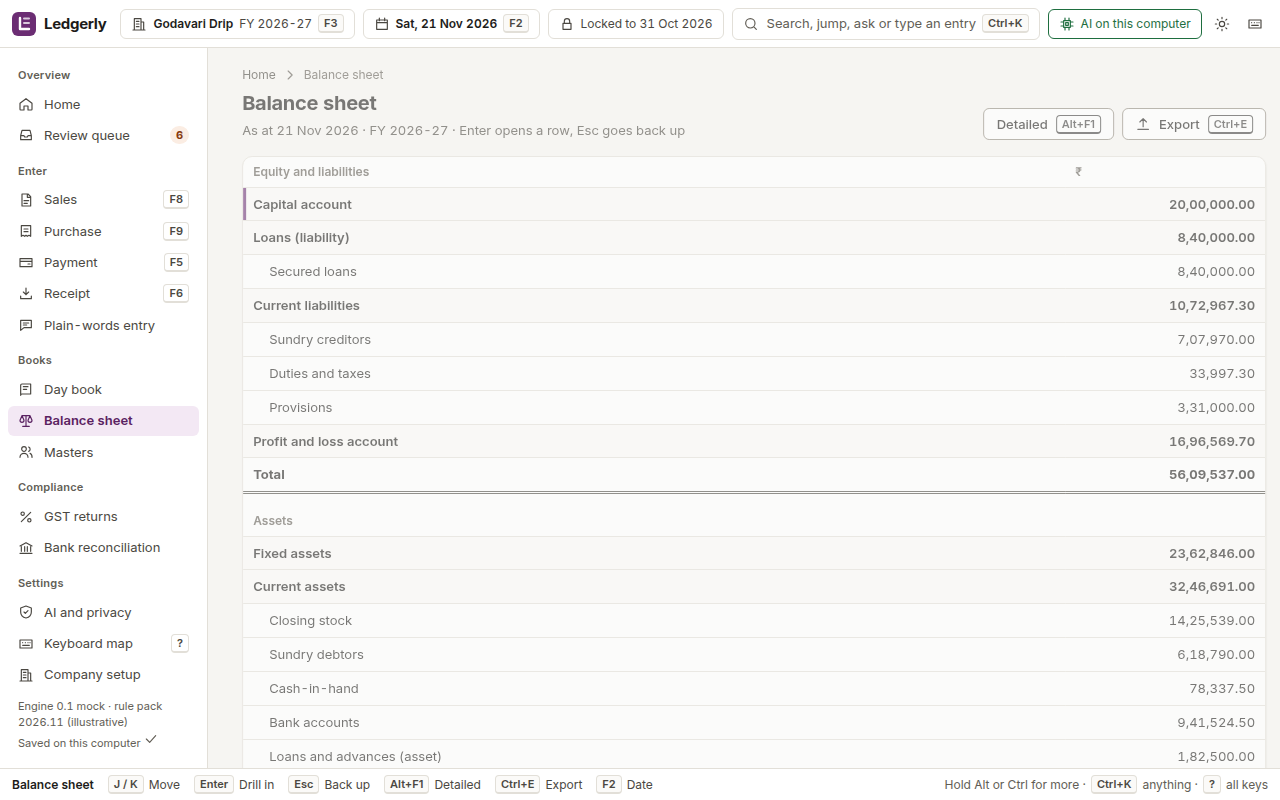 Ledgerly
Godavari Drip FY 2026-27 F3
Sat, 21 Nov 2026 F2
Locked to 31 Oct 2026
Search, jump, ask or type an entry Ctrl+K
AI on this computer
Overview
Home
Review queue 6
Enter
Sales F8
Purchase F9
Payment F5
Receipt F6
Plain-words entry
Books
Day book
Balance sheet
Masters
Compliance
GST returns
Bank reconciliation
Settings
AI and privacy
Keyboard map ?
Company setup
Engine 0.1 mock · rule pack
2026.11 (illustrative)
Saved on this computer
Home Balance sheet
Balance sheet
As at 21 Nov 2026 · FY 2026-27 · Enter opens a row, Esc goes back up
Detailed Alt+F1
Export Ctrl+E
Equity and liabilities ₹
Capital account 20,00,000.00
Loans (liability) 8,40,000.00
Secured loans 8,40,000.00
Current liabilities 10,72,967.30
Sundry creditors 7,07,970.00
Duties and taxes 33,997.30
Provisions 3,31,000.00
Profit and loss account 16,96,569.70
Total 56,09,537.00
Assets
Fixed assets 23,62,846.00
Current assets 32,46,691.00
Closing stock 14,25,539.00
Sundry debtors 6,18,790.00
Cash-in-hand 78,337.50
Bank accounts 9,41,524.50
Loans and advances (asset) 1,82,500.00
Balance sheet J / K Move Enter Drill in Esc Back up Alt+F1 Detailed Ctrl+E Export F2 Date
Hold Alt or Ctrl for more · Ctrl+K anything · ? all keys